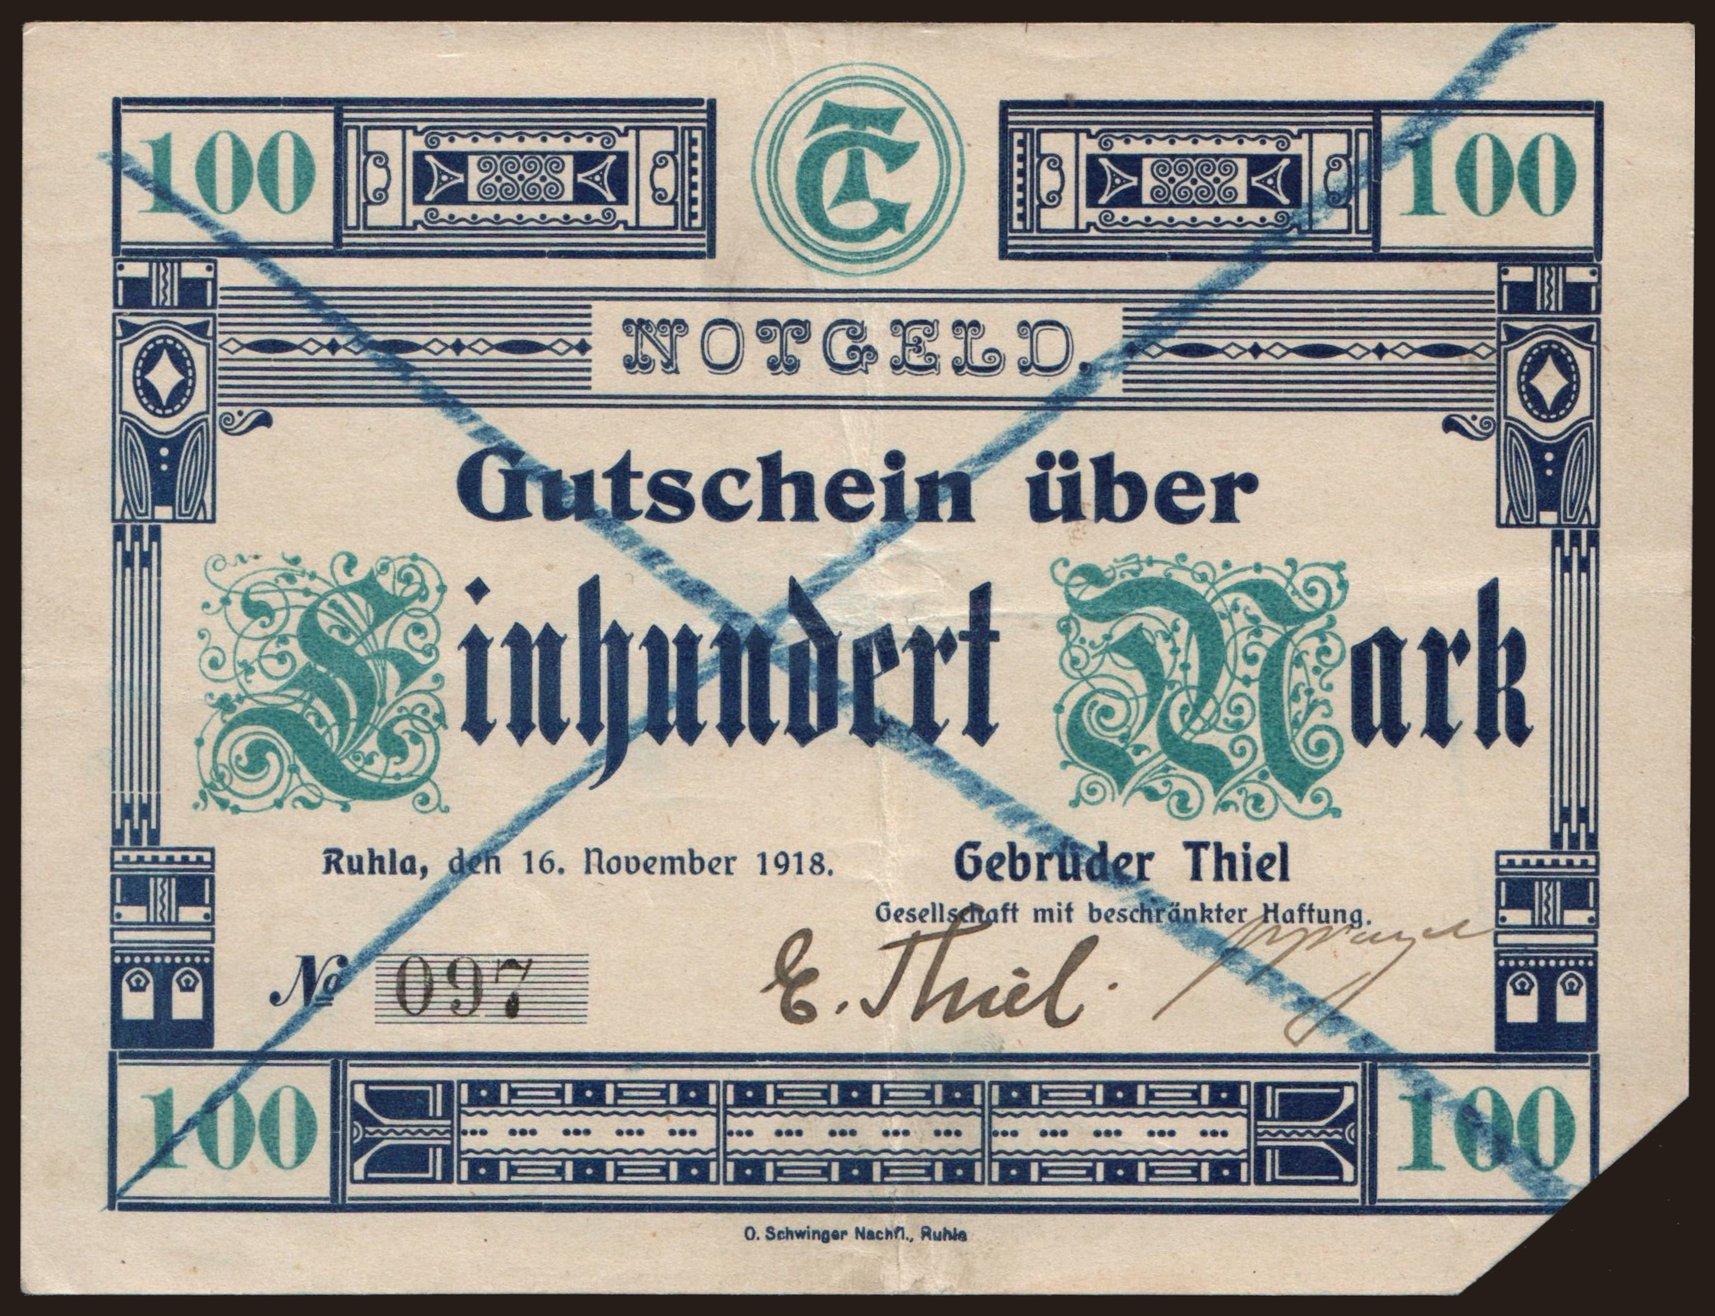 100 100
GT
NOTGELD.
Gutschein über
Einhundert Mark
Ruhla, den 16. November 1918.
Gebrüder Thiel
Gesellschaft mit beschränkter Haftung.
No 097
E. Thiel.
100 100
O. Schwinger Nachfl., Ruhla